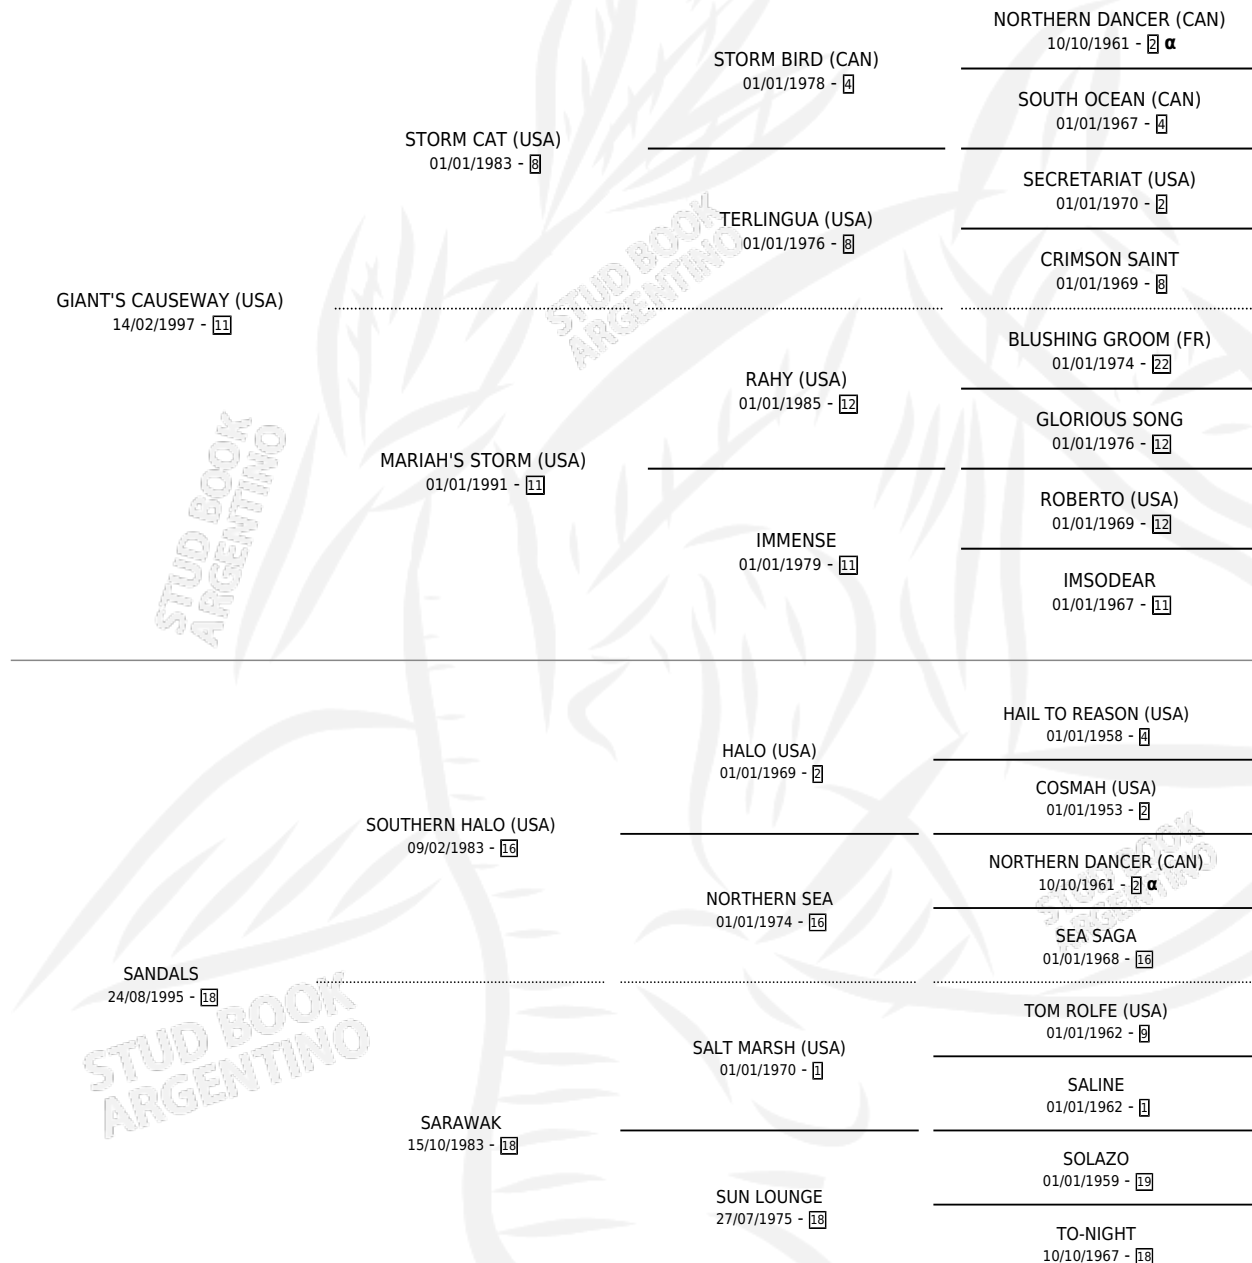 NORTHERN DANCER (CAN)
10/10/1961 - 2 α
STORM BIRD (CAN)
01/01/1978 - 4
SOUTH OCEAN (CAN)
01/01/1967 - 4
STORM CAT (USA)
01/01/1983 - 8
SECRETARIAT (USA)
01/01/1970 - 2
TERLINGUA (USA)
01/01/1976 - 8
CRIMSON SAINT
01/01/1969 - 8
GIANT'S CAUSEWAY (USA)
14/02/1997 - 11
BLUSHING GROOM (FR)
01/01/1974 - 22
RAHY (USA)
01/01/1985 - 12
GLORIOUS SONG
01/01/1976 - 12
MARIAH'S STORM (USA)
01/01/1991 - 11
ROBERTO (USA)
01/01/1969 - 12
IMMENSE
01/01/1979 - 11
IMSODEAR
01/01/1967 - 11
HAIL TO REASON (USA)
01/01/1958 - 4
HALO (USA)
01/01/1969 - 2
COSMAH (USA)
01/01/1953 - 2
SOUTHERN HALO (USA)
09/02/1983 - 16
NORTHERN DANCER (CAN)
10/10/1961 - 2 α
NORTHERN SEA
01/01/1974 - 16
SEA SAGA
01/01/1968 - 16
SANDALS
24/08/1995 - 18
TOM ROLFE (USA)
01/01/1962 - 9
SALT MARSH (USA)
01/01/1970 - 1
SALINE
01/01/1962 - 1
SARAWAK
15/10/1983 - 18
SOLAZO
01/01/1959 - 19
SUN LOUNGE
27/07/1975 - 18
TO-NIGHT
10/10/1967 - 18
STUD BOOK
ARGENTINO
STUD BOOK
ARGENTINO
STUD BOOK
ARGENTINO
STUD BOOK
ARGENTINO